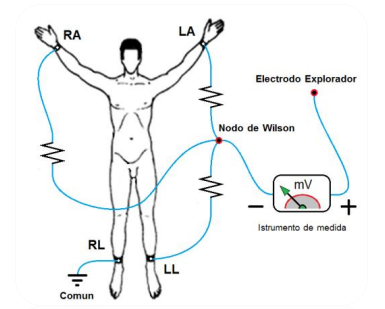 RA
LA
Electrodo Explorador
Nodo de Wilson
mV
− +
Istrumento de medida
RL
LL
Comun